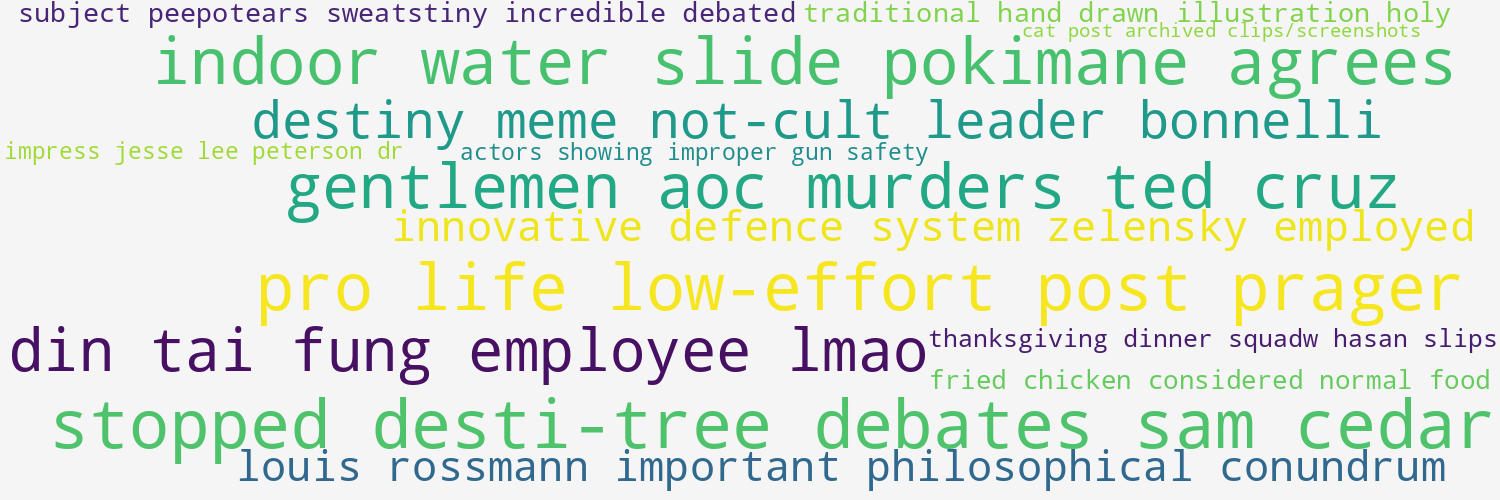 subject peepotears sweatstiny incredible debated
traditional hand drawn illustration holy
cat post archived clips/screenshots
indoor water slide pokimane agrees
destiny meme not-cult leader bonnelli
impress jesse lee peterson dr
actors showing improper gun safety
gentlemen aoc murders ted cruz
innovative defence system zelensky employed
pro life low-effort post prager
din tai fung employee lmao
thanksgiving dinner squadw hasan slips
fried chicken considered normal food
stopped desti-tree debates sam cedar
louis rossmann important philosophical conundrum